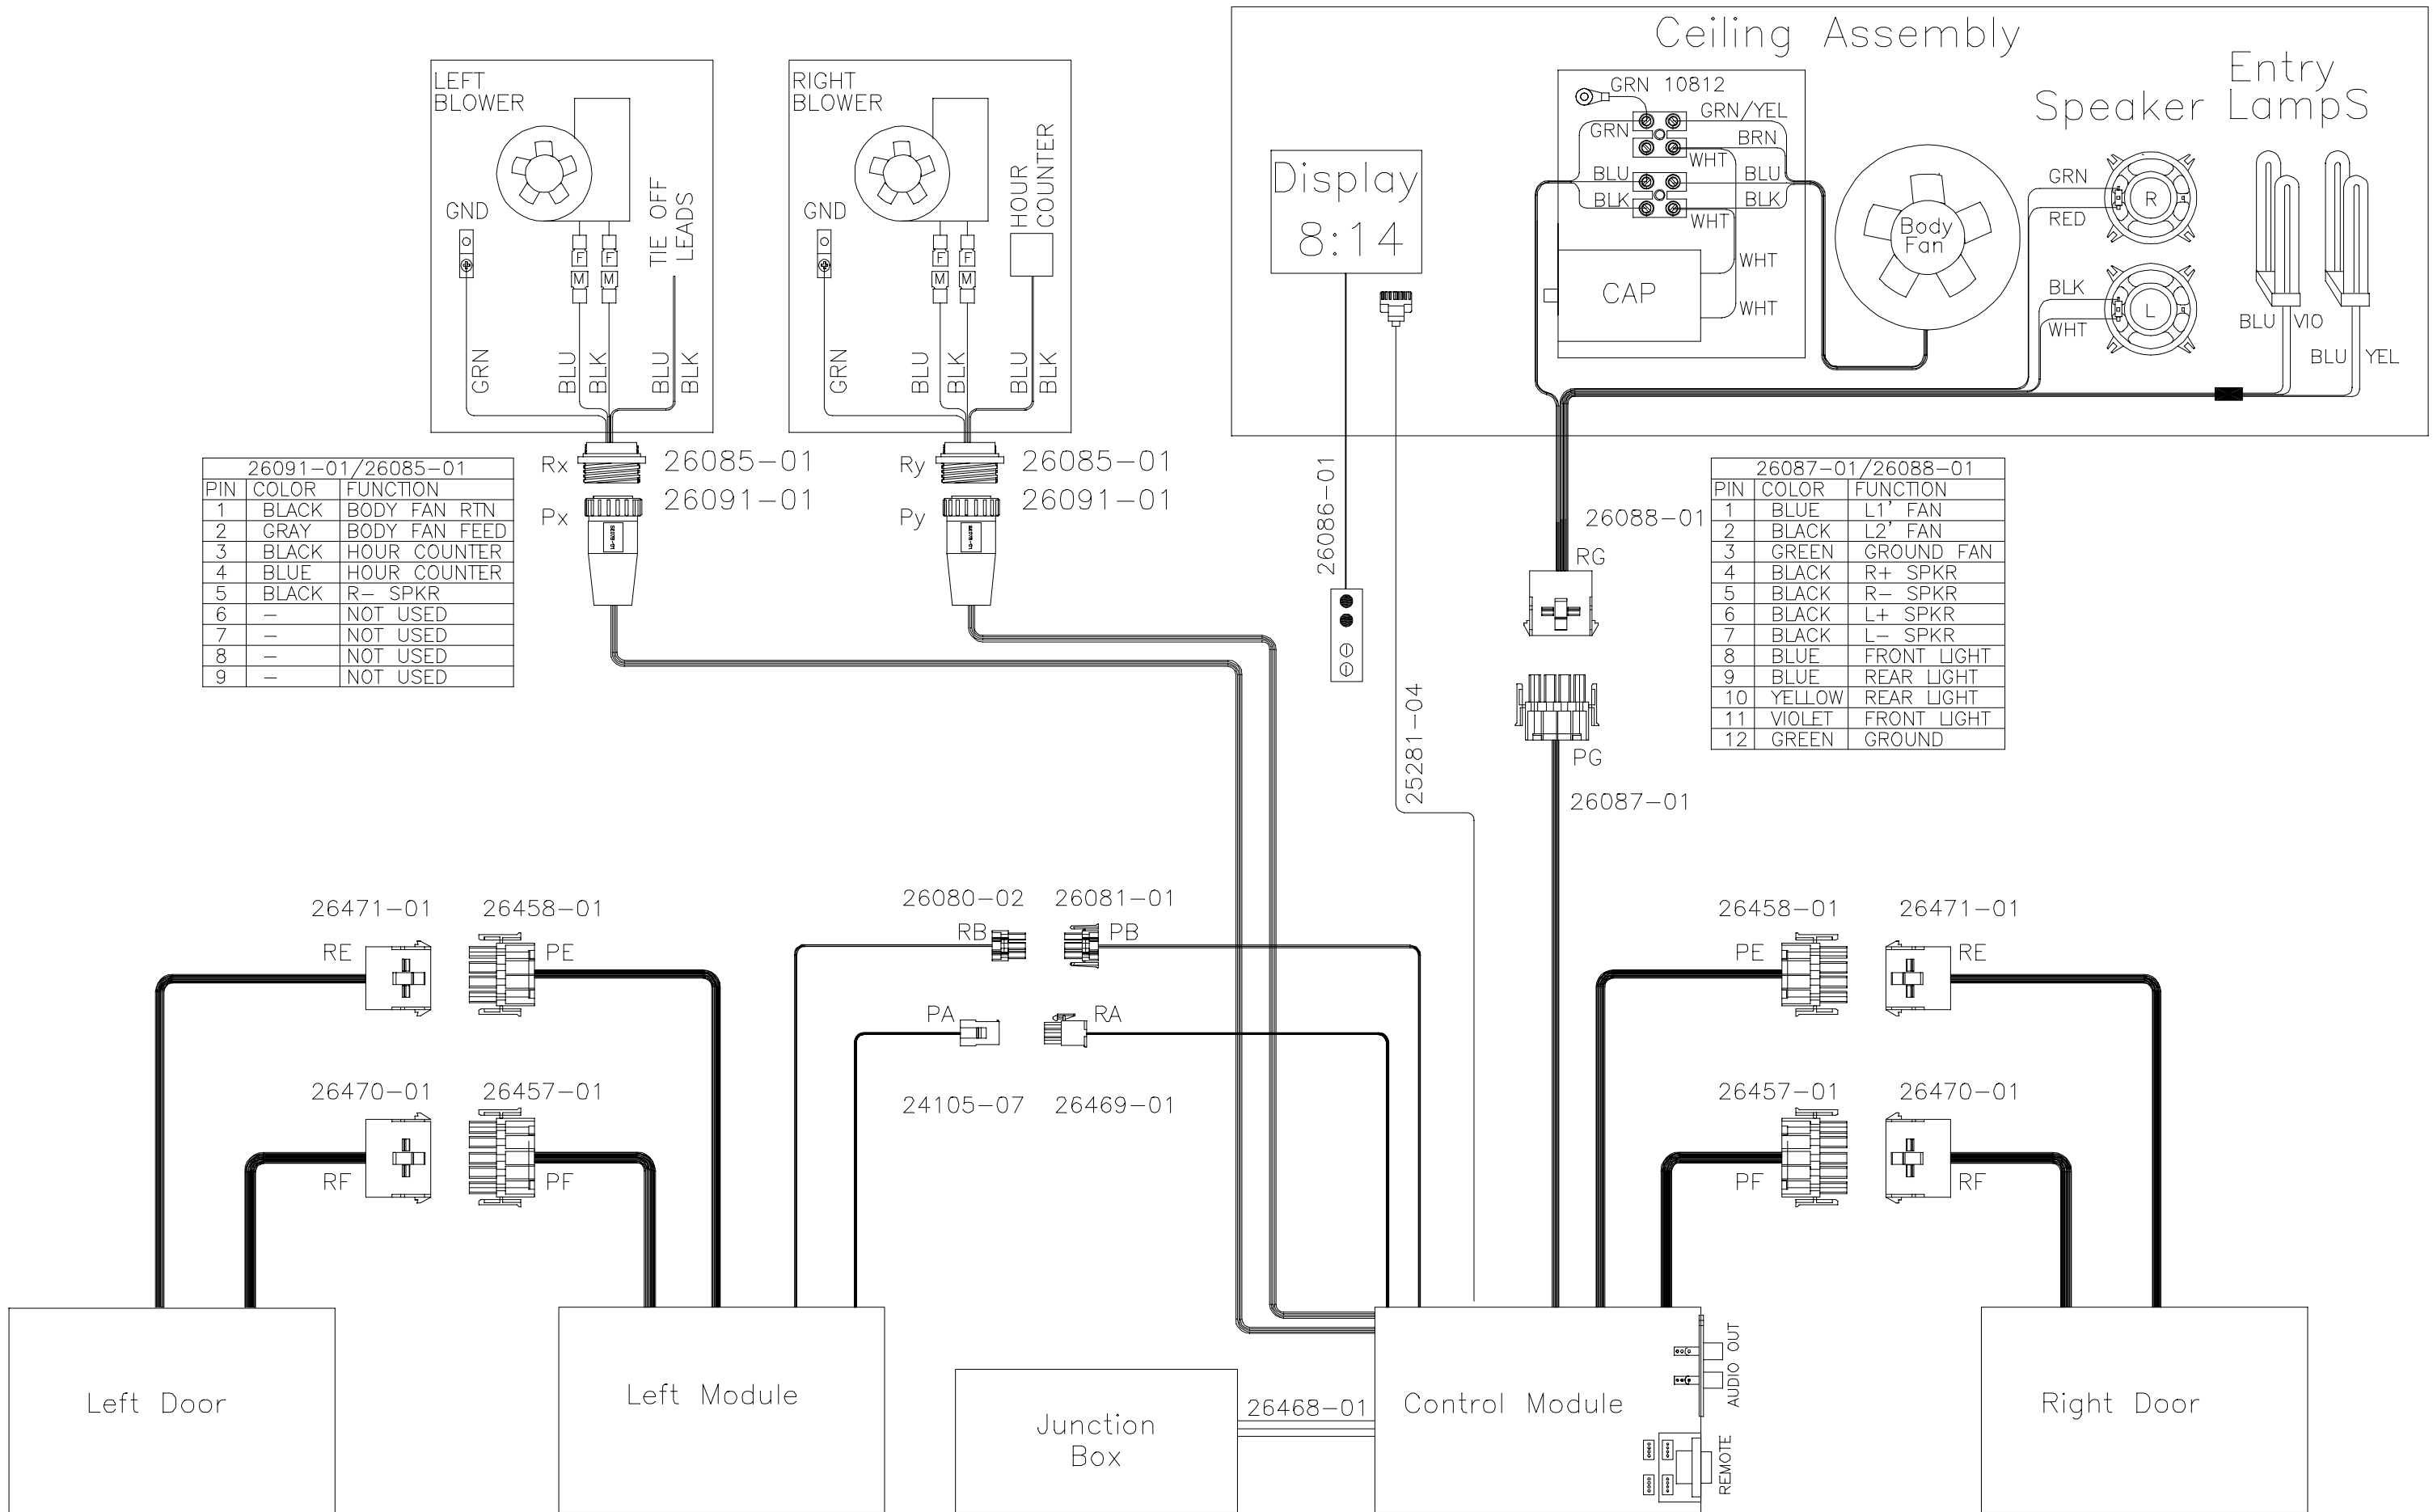 Ceiling Assembly
Entry
LampS
Speaker
LEFT
BLOWER
GND
TIE OFF
LEADS
F
F
M
M
GRN
BLU
BLK
BLU
BLK
RIGHT
BLOWER
GND
HOUR
COUNTER
F
F
M
M
GRN
BLU
BLK
BLU
BLK
Display
8:14
GRN 10812
GRN/YEL
GRN
BRN
WHT
BLU
BLU
BLK
BLK
WHT
WHT
CAP
WHT
Body
Fan
GRN
R
RED
BLK
L
WHT
BLU
VIO
BLU
YEL
Rx
26085-01
Px
26091-01
Ry
26085-01
Py
26091-01
26091-01/26085-01
PIN COLOR FUNCTION
1 BLACK BODY FAN RTN
2 GRAY BODY FAN FEED
3 BLACK HOUR COUNTER
4 BLUE HOUR COUNTER
5 BLACK R- SPKR
6 - NOT USED
7 - NOT USED
8 - NOT USED
9 - NOT USED
26086-01
25281-04
26088-01
RG
PG
26087-01
26087-01/26088-01
PIN COLOR FUNCTION
1 BLUE L1' FAN
2 BLACK L2' FAN
3 GREEN GROUND FAN
4 BLACK R+ SPKR
5 BLACK R- SPKR
6 BLACK L+ SPKR
7 BLACK L- SPKR
8 BLUE FRONT LIGHT
9 BLUE REAR LIGHT
10 YELLOW REAR LIGHT
11 VIOLET FRONT LIGHT
12 GREEN GROUND
26471-01
26458-01
RE
PE
26470-01
26457-01
RF
PF
26080-02
26081-01
RB
PB
PA
RA
24105-07
26469-01
26458-01
26471-01
PE
RE
26457-01
26470-01
PF
RF
Left Door
Left Module
Junction
Box
26468-01
Control Module
AUDIO OUT
REMOTE
Right Door